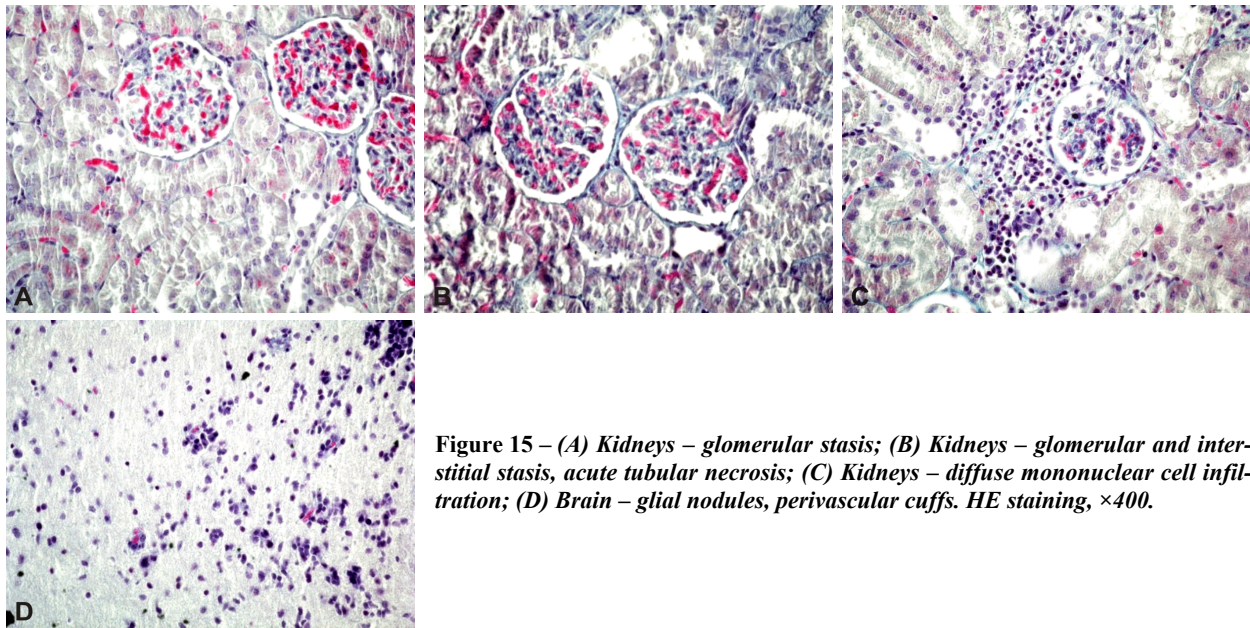 A
B
C
D
Figure 15 – (A) Kidneys – glomerular stasis; (B) Kidneys – glomerular and inter-
stitial stasis, acute tubular necrosis; (C) Kidneys – diffuse mononuclear cell infil-
tration; (D) Brain – glial nodules, perivascular cuffs. HE staining, ×400.